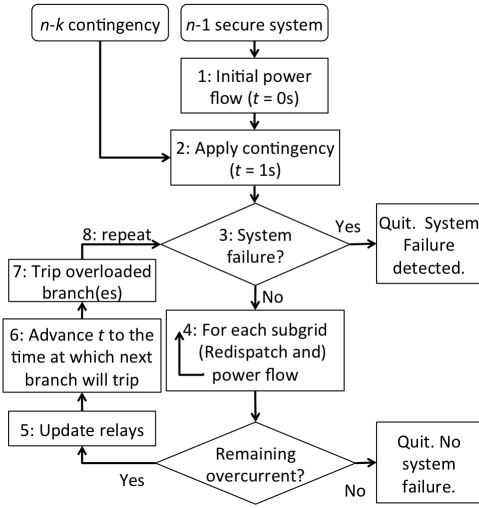 n-k contingency
n-1 secure system
1: Initial power
flow (t = 0s)
2: Apply contingency
(t = 1s)
8: repeat
3: System
failure?
Yes
Quit. System
Failure
detected.
No
7: Trip overloaded
branch(es)
4: For each subgrid
(Redispatch and)
power flow
6: Advance t to the
time at which next
branch will trip
5: Update relays
Remaining
overcurrent?
Yes
No
Quit. No
system
failure.